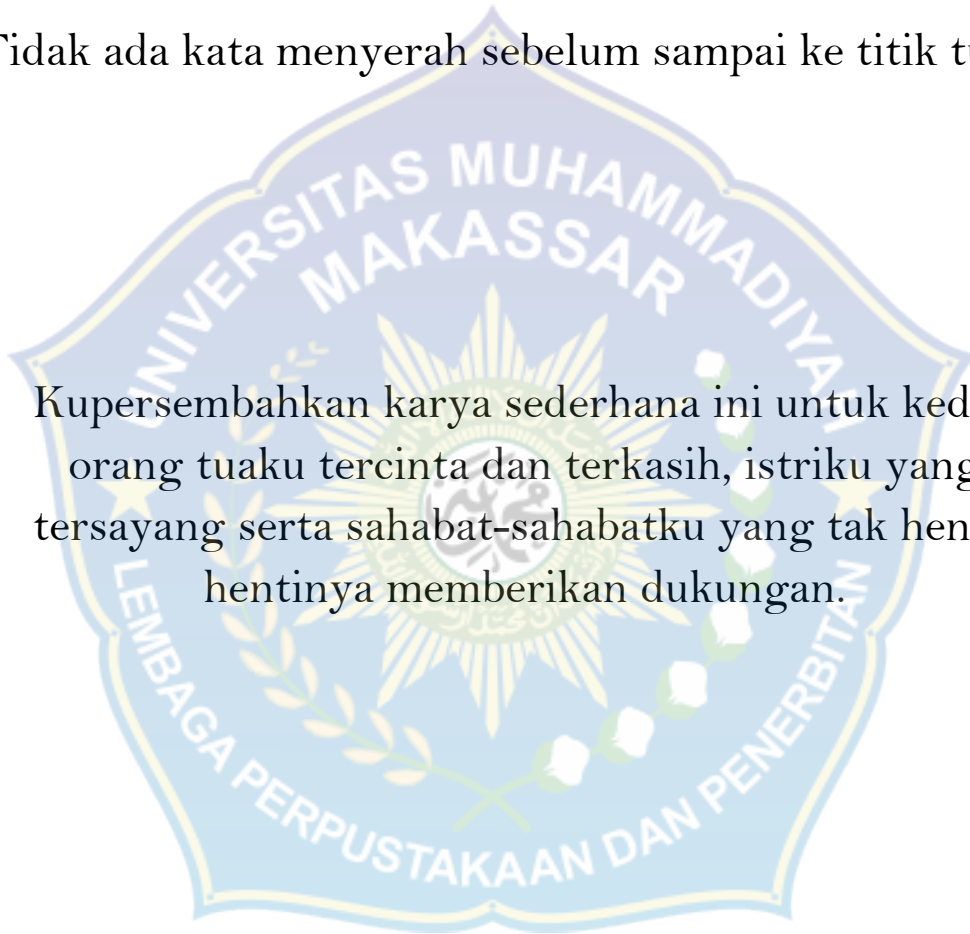 Tidak ada kata menyerah sebelum sampai ke titik
UNIVERSITAS MUHAMMADIYAH
MAKASSAR
Kupersembahkan karya sederhana ini untuk
orang tuaku tercinta dan terkasih, istriku yang
tersayang serta sahabat-sahabatku yang tak
hentinya memberikan dukungan.
LEMBAGA PERPUSTAKAAN DAN PENERBITAN